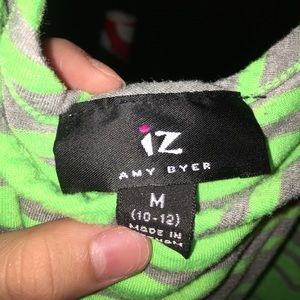 iz
AMY BYER
M
(10-12)
MADE IN